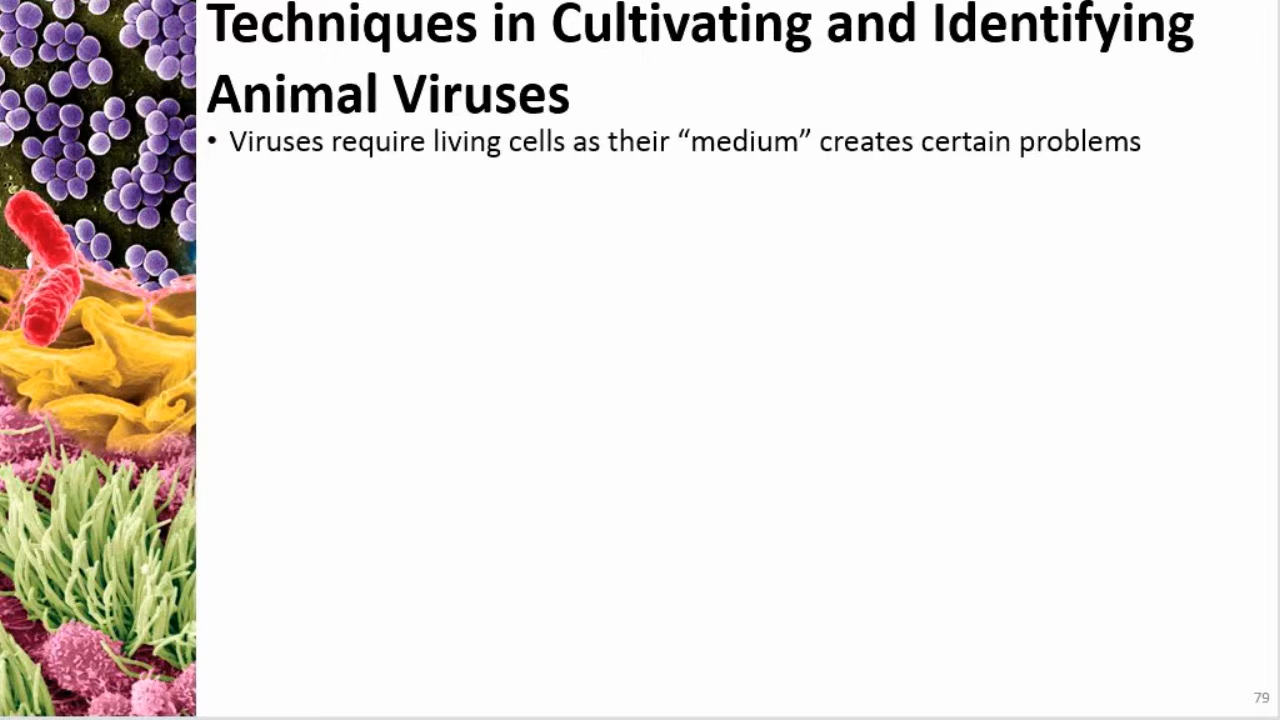 Techniques in Cultivating and Identifying
Animal Viruses
• Viruses require living cells as their “medium” creates certain problems
79